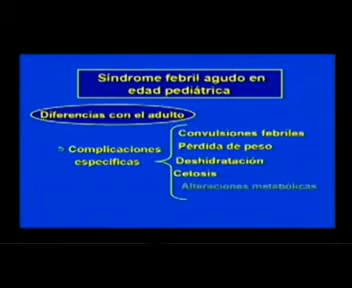 Síndrome febril agudo en
edad pediátrica
Diferencias con el adulto
Complicaciones
específicas
Convulsiones febriles
Pérdida de peso
Deshidratación
Cetosis
Alteraciones metabólicas